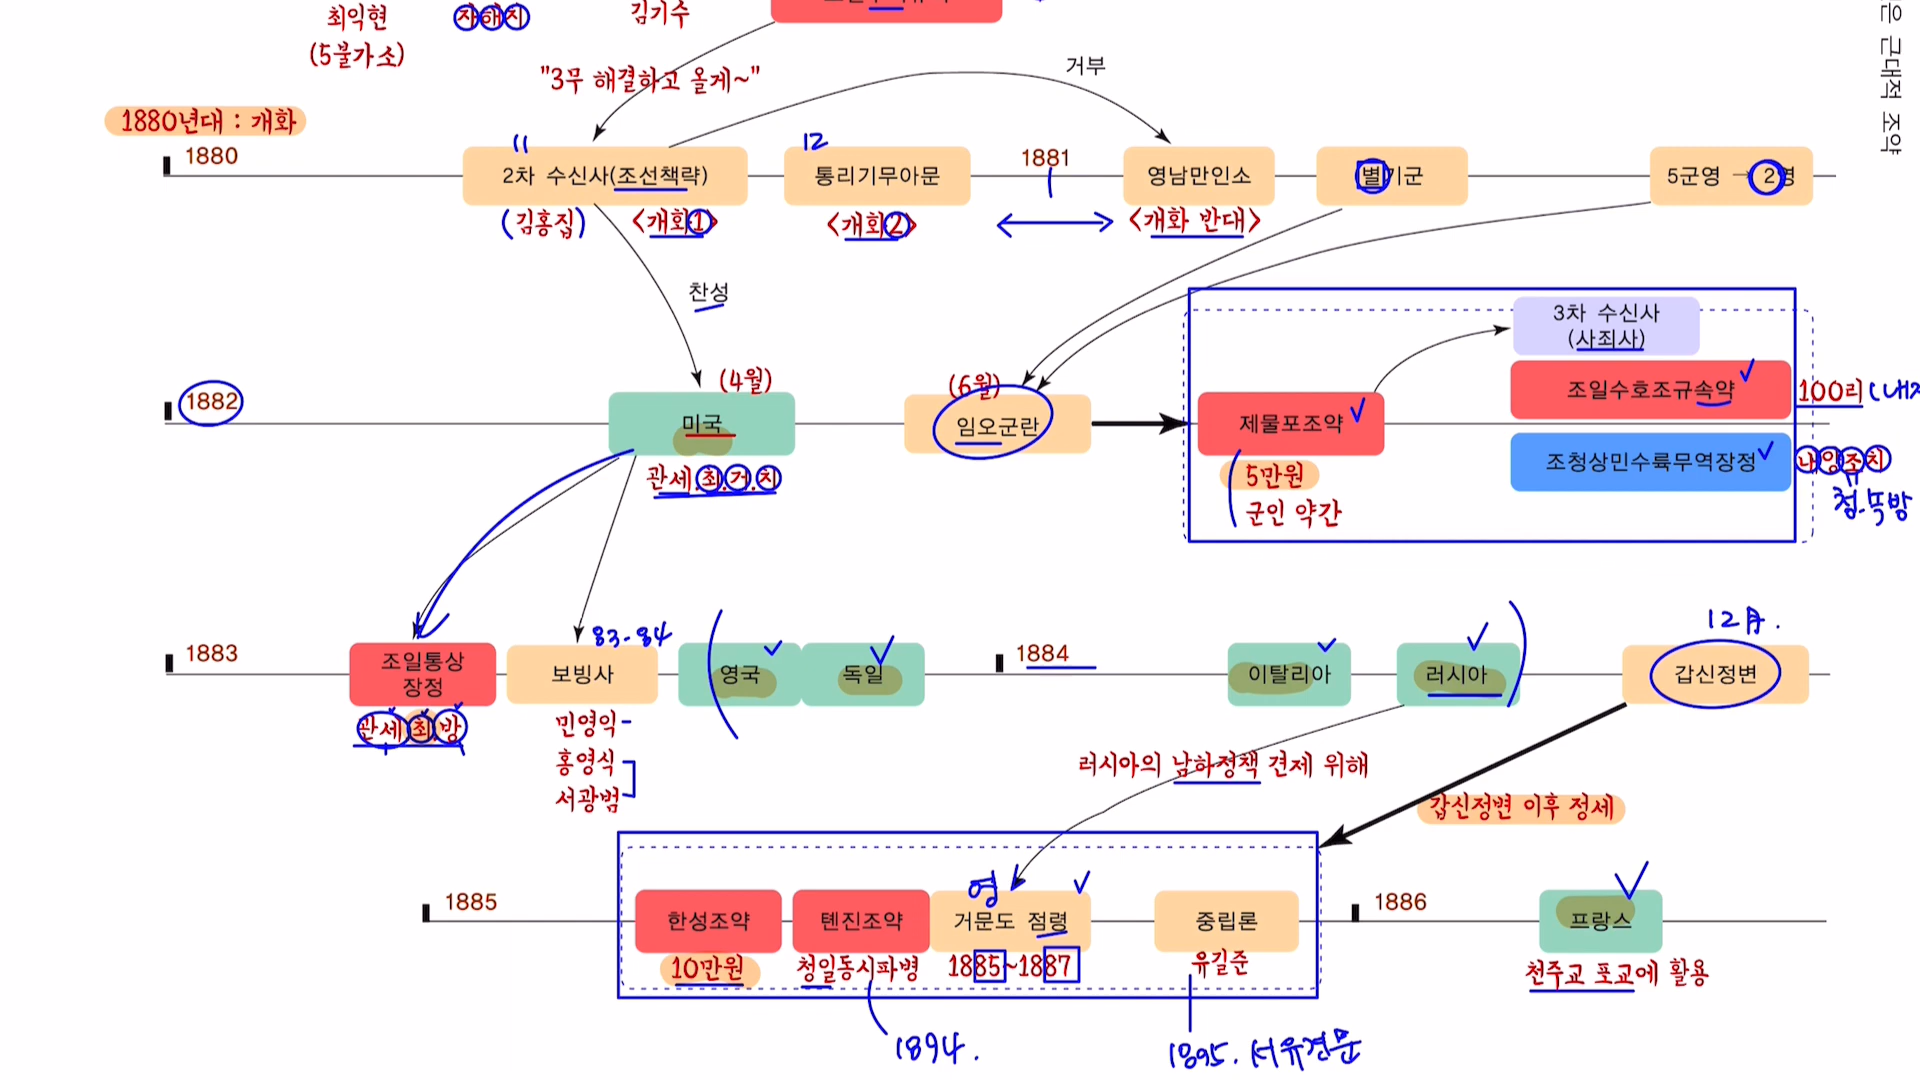 최익현
자해치
김기수
(5불가소)
은 근대적 조약
"3무 해결하고 올게~"
거부
1880년대 : 개화
1880
11
2차 수신사(조선책략)
(김홍집)
<개화1>
12
통리기무아문
<개화2>
1881
영남만인소
<개화 반대>
별기군
5군영 → 2영
찬성
1882
(4월)
미국
관세.최.거.치
(6월)
임오군란
제물포조약
5만원
군인 약간
3차 수신사
(사죄사)
조일수호조규속약
100리
조청상민수륙무역장정
내양조치
1883
조일통상
장정
관세.최.방
83-84
보빙사
민영익
홍영식
서광범
영국
독일
1884
이탈리아
러시아
12月.
갑신정변
러시아의 남하정책 견제 위해
갑신정변 이후 정세
1885
한성조약
10만원
톈진조약
청일동시파병
1894.
영
거문도 점령
1885~1887
중립론
유길준
1895. 서유견문
1886
프랑스
천주교 포교에 활용